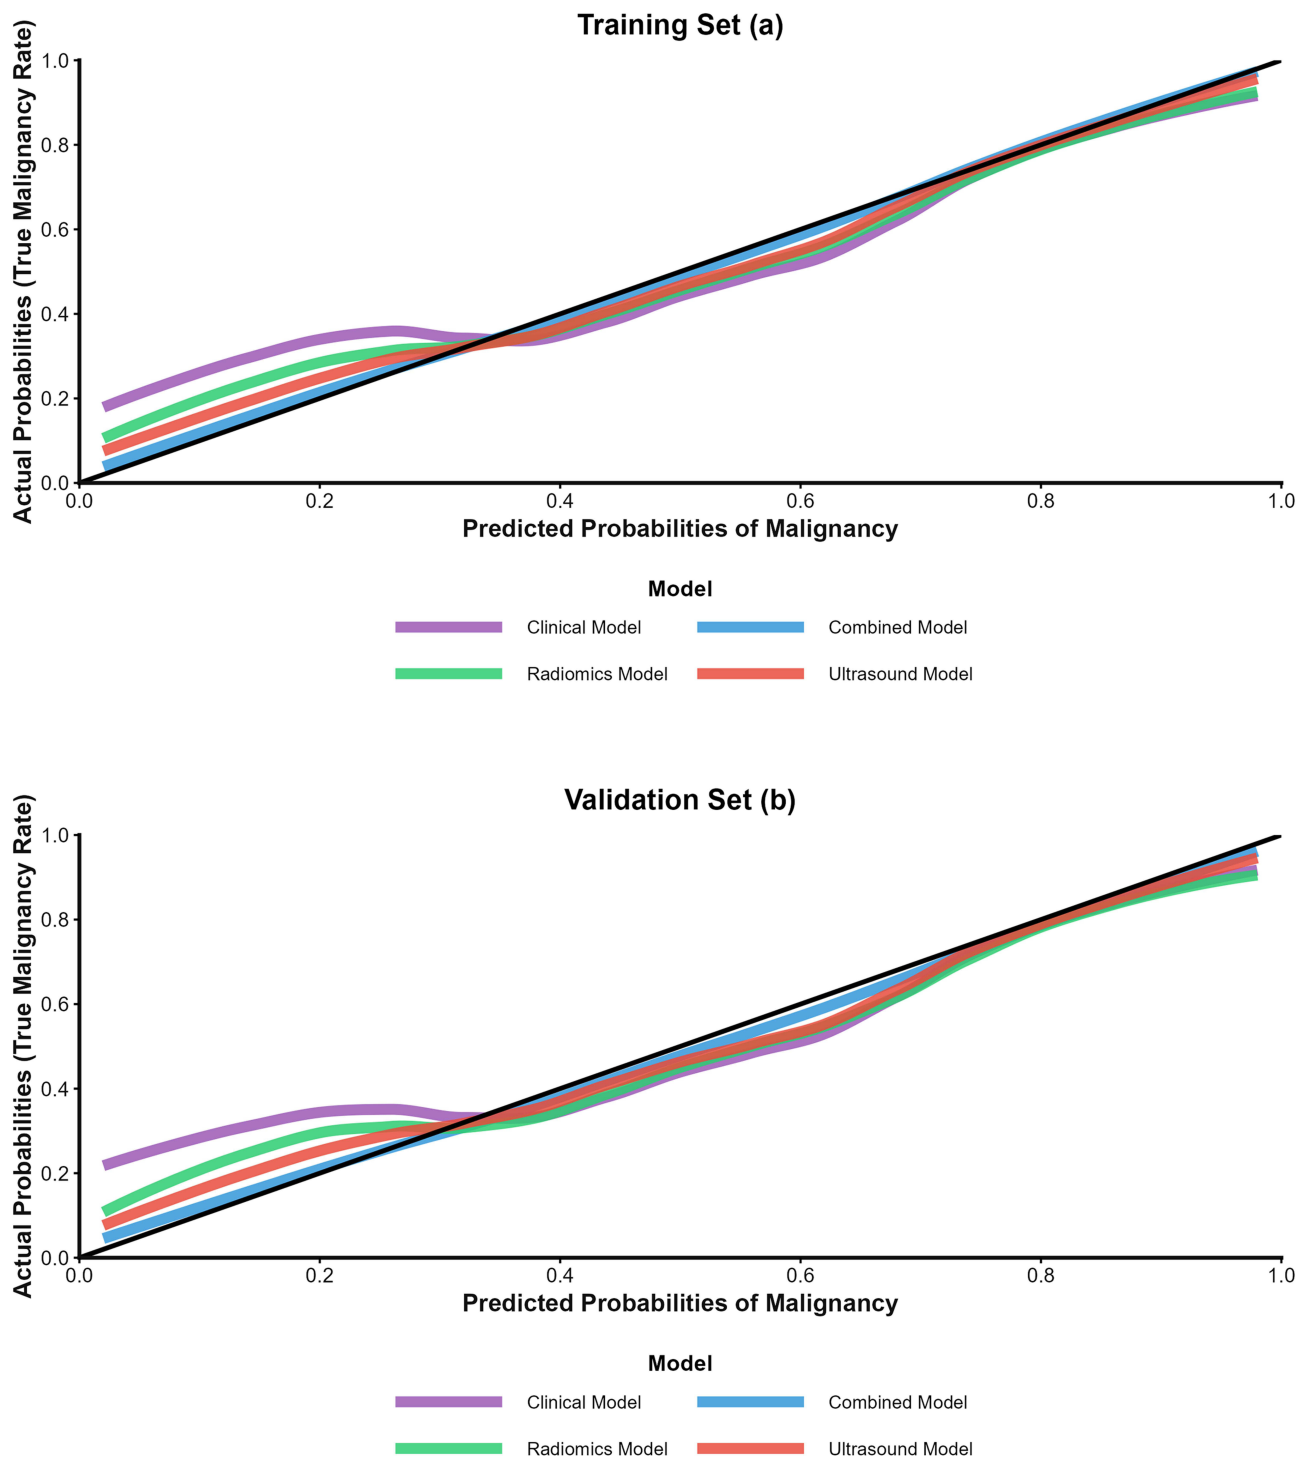 Training Set (a)
Actual Probabilities (True Malignancy Rate)
1.0
0.8
0.6
0.4
0.2
0.0
0.0 0.2 0.4 0.6 0.8 1.0
Predicted Probabilities of Malignancy
Model
Clinical Model Combined Model
Radiomics Model Ultrasound Model
Validation Set (b)
Actual Probabilities (True Malignancy Rate)
1.0
0.8
0.6
0.4
0.2
0.0
0.0 0.2 0.4 0.6 0.8 1.0
Predicted Probabilities of Malignancy
Model
Clinical Model Combined Model
Radiomics Model Ultrasound Model